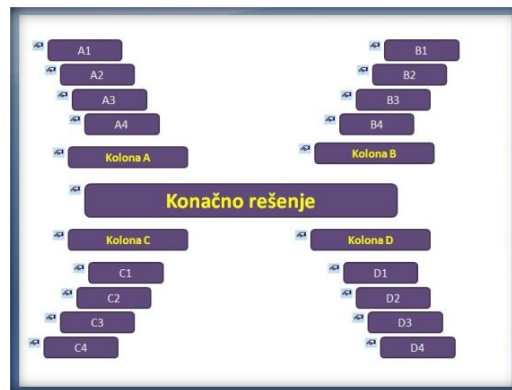 A1
B1
A2
B2
A3
B3
A4
B4
Kolona A
Kolona B
Konačno rešenje
Kolona C
Kolona D
C1
D1
C2
D2
C3
D3
C4
D4